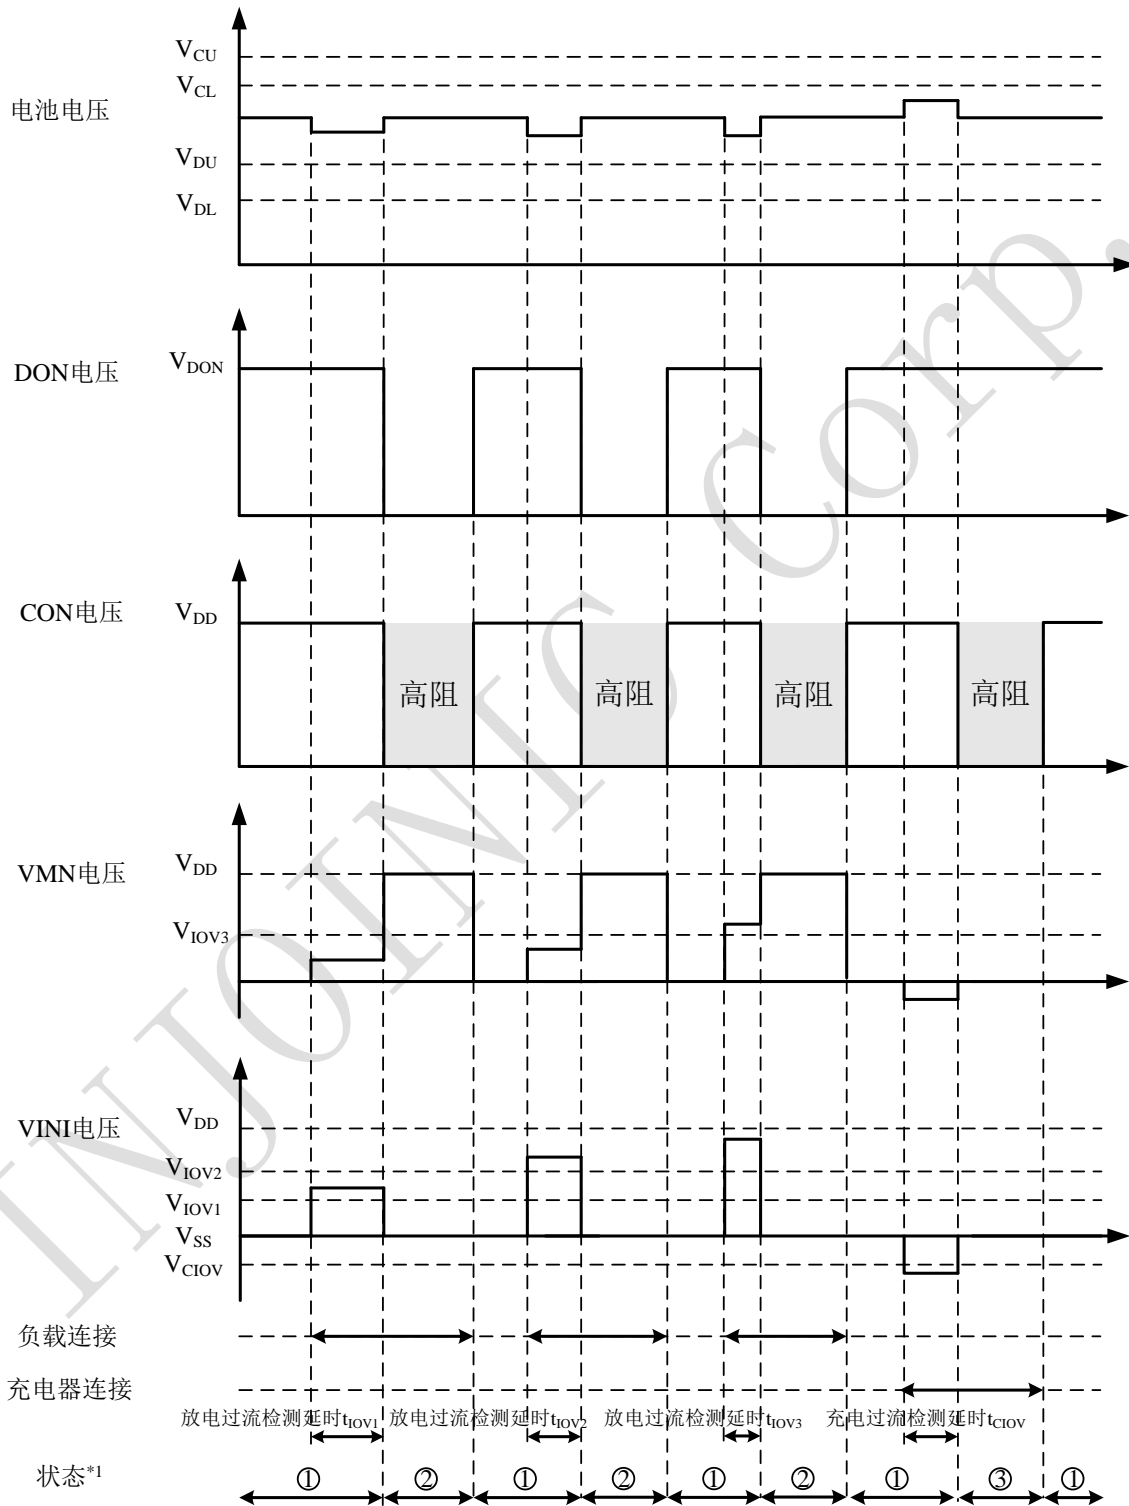 V_CU
V_CL
电池电压
V_DU
V_DL
DON电压
V_DON
CON电压
V_DD
高阻 高阻 高阻 高阻
VMN电压
V_DD
V_IOV3
VINI电压
V_DD
V_IOV2
V_IOV1
V_SS
V_CIOV
负载连接
充电器连接
放电过流检测延时t_IOV1 放电过流检测延时t_IOV2 放电过流检测延时t_IOV3 充电过流检测延时t_CIOV
状态*1 ① ② ① ② ① ② ① ③ ①
INJOINIC Corp.